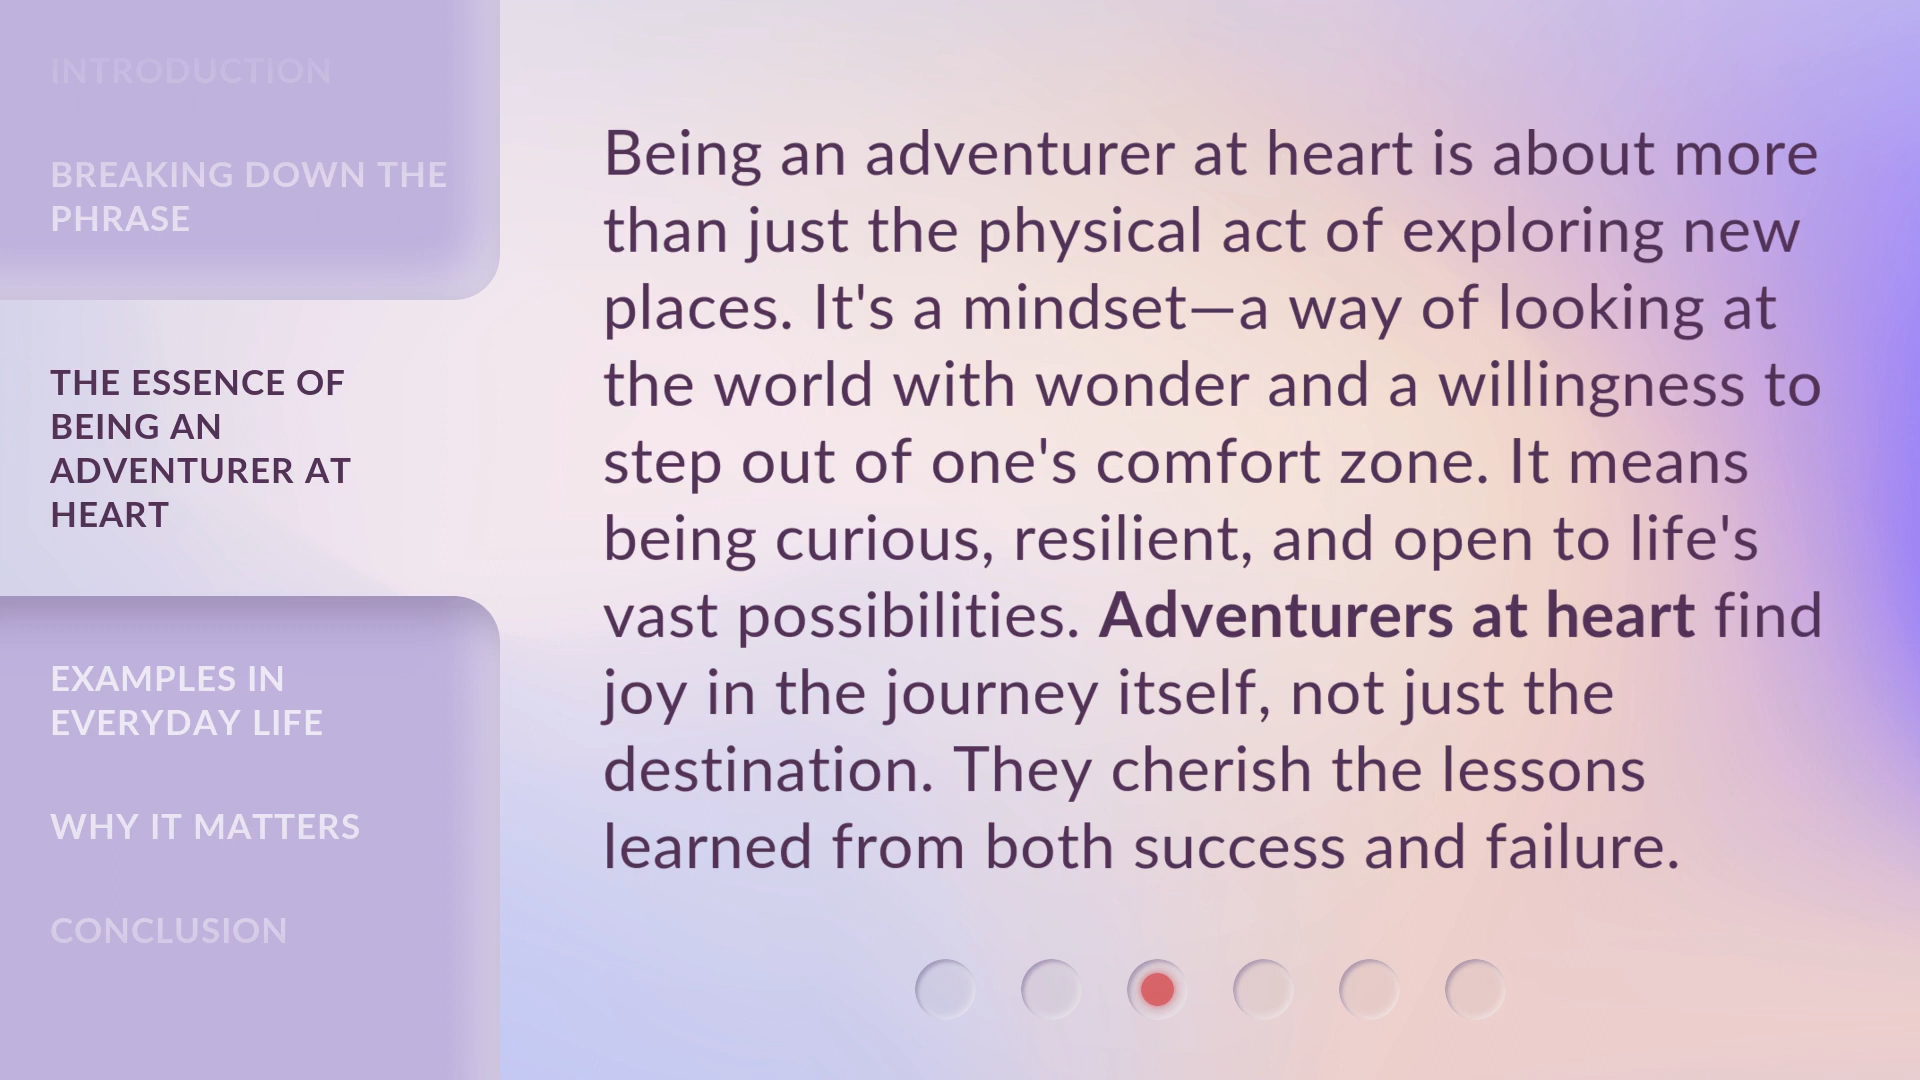 INTRODUCTION
BREAKING DOWN THE
PHRASE
THE ESSENCE OF
BEING AN
ADVENTURER AT
HEART
EXAMPLES IN
EVERYDAY LIFE
WHY IT MATTERS
CONCLUSION
Being an adventurer at heart is about more
than just the physical act of exploring new
places. It's a mindset—a way of looking at
the world with wonder and a willingness to
step out of one's comfort zone. It means
being curious, resilient, and open to life's
vast possibilities. Adventurers at heart find
joy in the journey itself, not just the
destination. They cherish the lessons
learned from both success and failure.